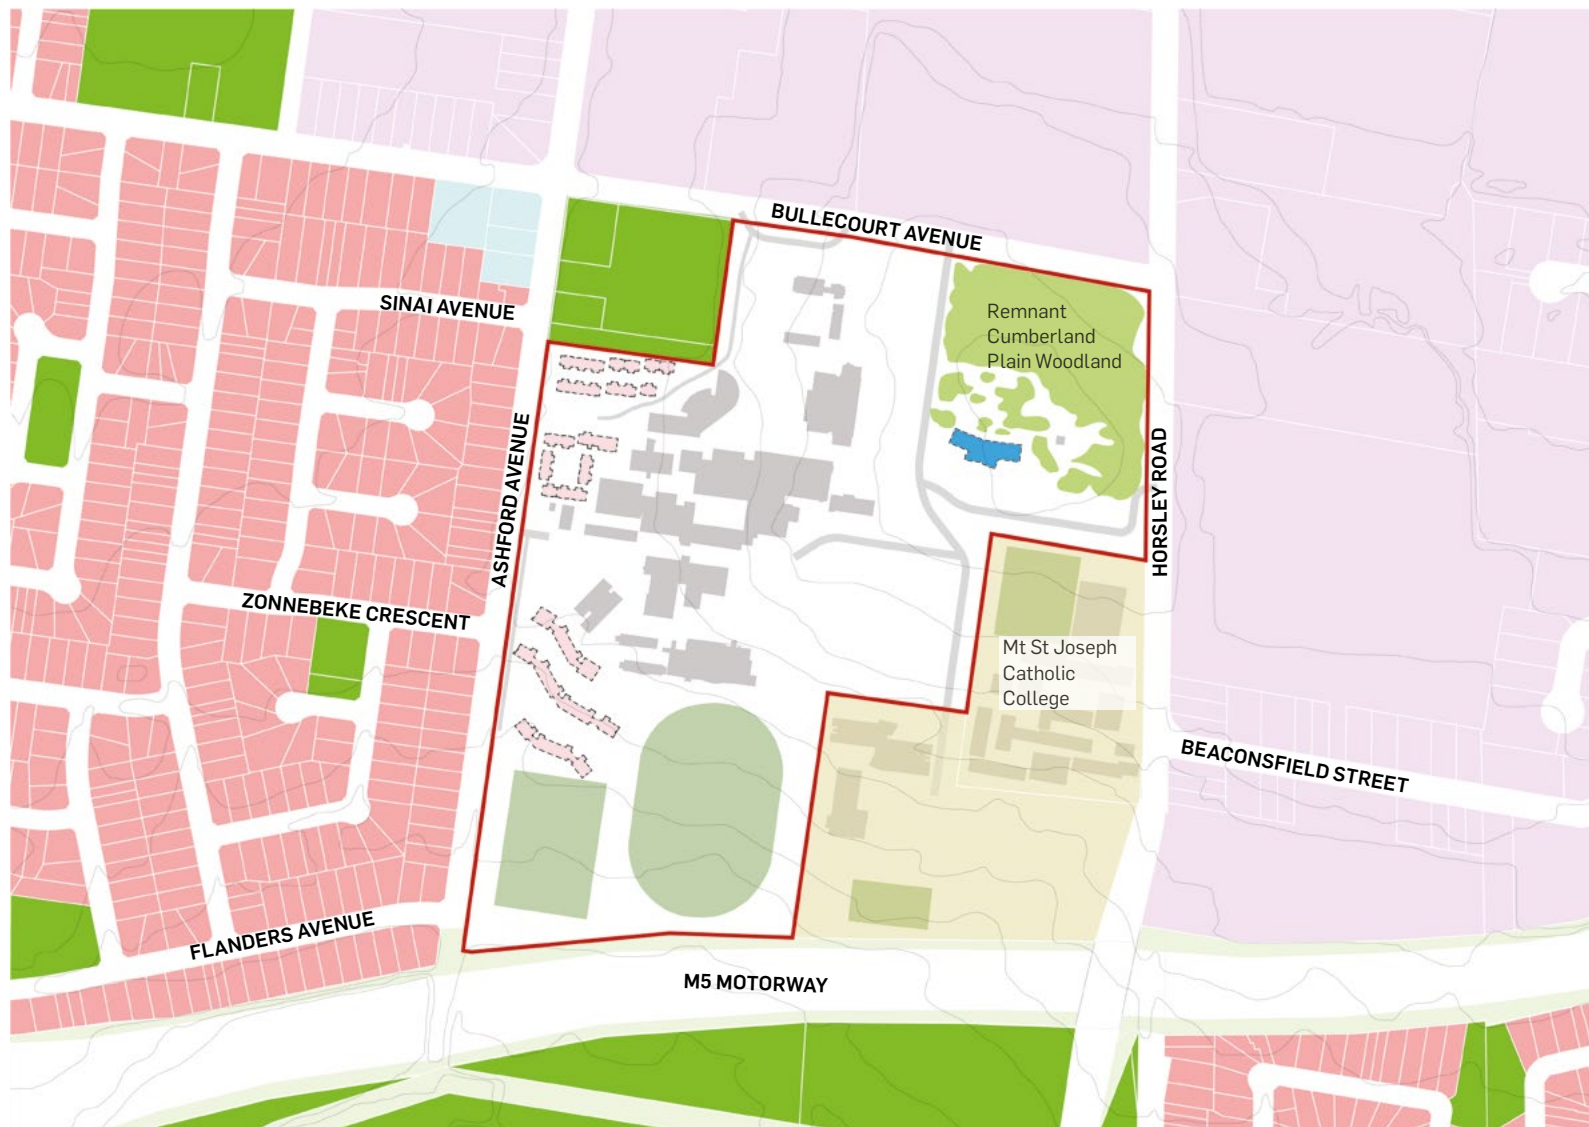 BULLECOURT AVENUE
SINAI AVENUE
Remnant
Cumberland
Plain Woodland
ASHFORD AVENUE
HORSLEY ROAD
ZONNEBEKE CRESCENT
Mt St Joseph
Catholic
College
BEACONSFIELD STREET
FLANDERS AVENUE
M5 MOTORWAY